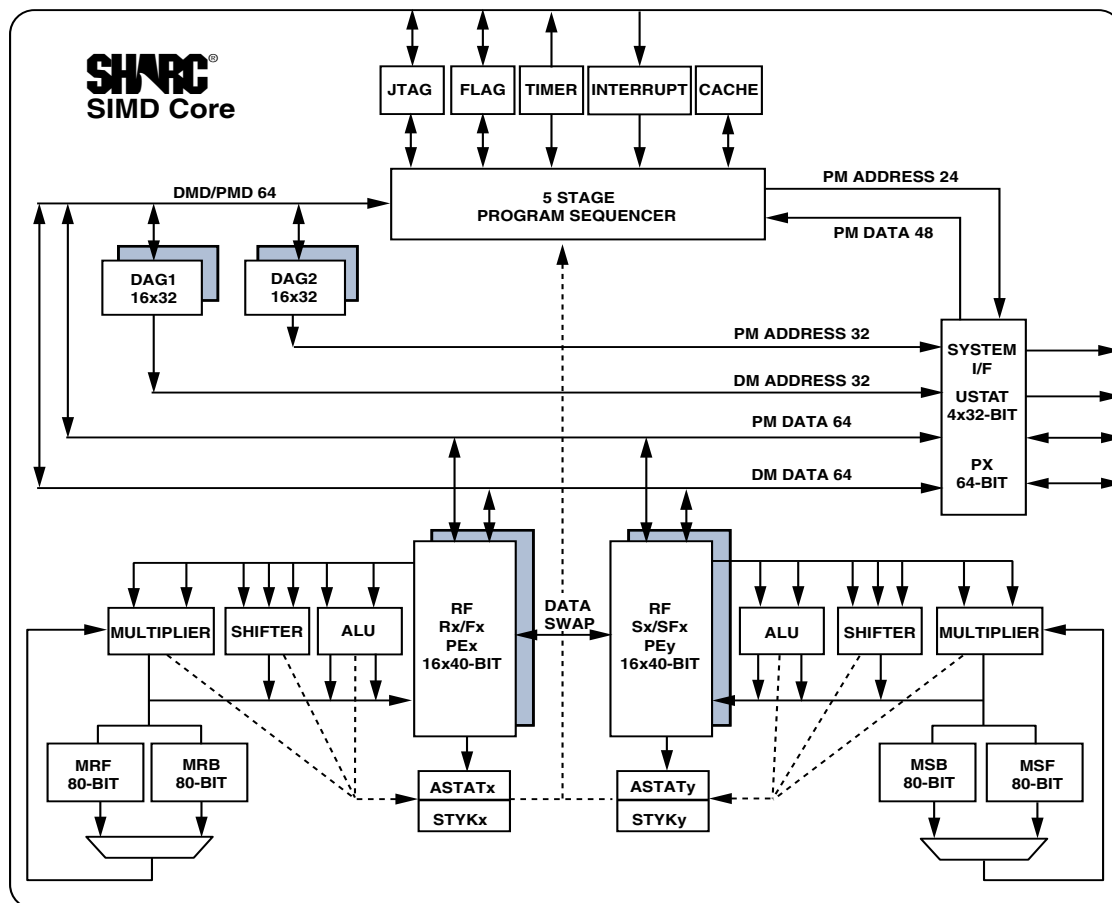 SHARC®
SIMD Core
JTAG
FLAG
TIMER
INTERRUPT
CACHE
DMD/PMD 64
5 STAGE
PROGRAM SEQUENCER
PM ADDRESS 24
PM DATA 48
DAG1
16x32
DAG2
16x32
PM ADDRESS 32
DM ADDRESS 32
PM DATA 64
DM DATA 64
SYSTEM
I/F
USTAT
4x32-BIT
PX
64-BIT
MULTIPLIER
SHIFTER
ALU
RF
Rx/Fx
PEx
16x40-BIT
DATA
SWAP
RF
Sx/SFx
PEy
16x40-BIT
ALU
SHIFTER
MULTIPLIER
MRF
80-BIT
MRB
80-BIT
ASTATx
STYKx
ASTATy
STYKy
MSB
80-BIT
MSF
80-BIT